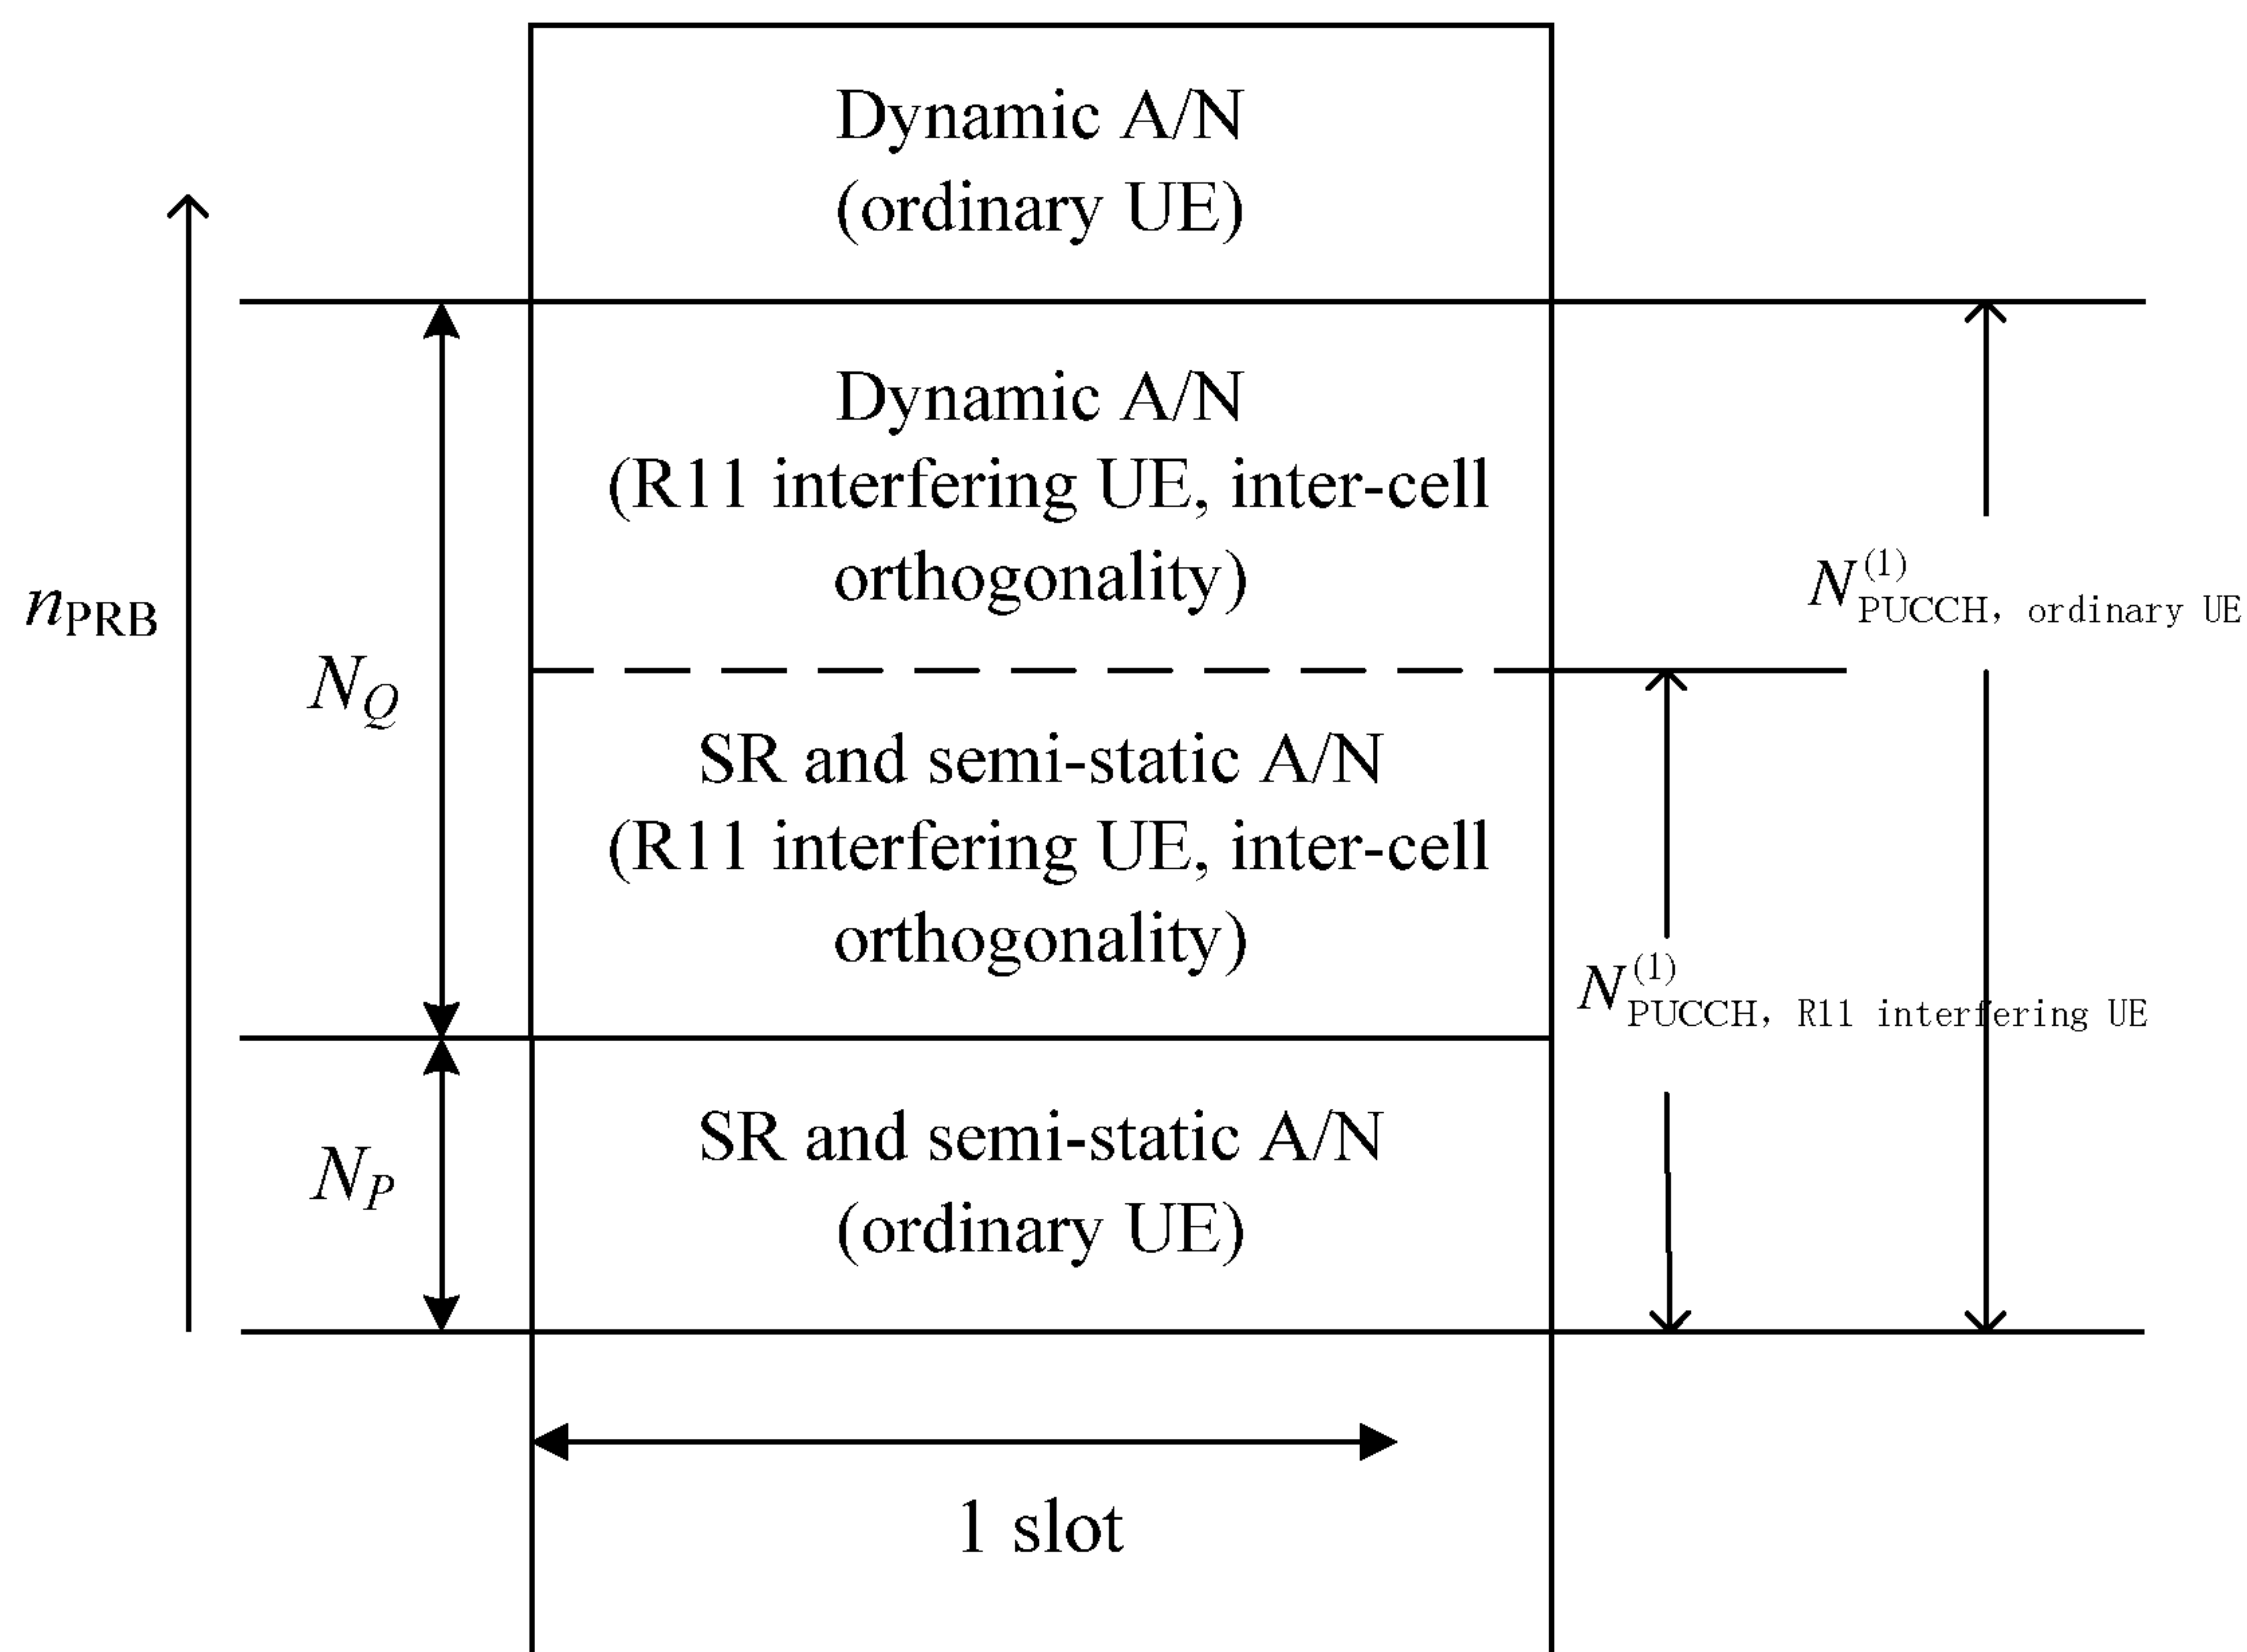 Dynamic A/N
(ordinary UE)
Dynamic A/N
(R11 interfering UE, inter-cell
orthogonality)
n_PRB
N_Q
N^(1)_PUCCH, ordinary UE
SR and semi-static A/N
(R11 interfering UE, inter-cell
orthogonality)
N^(1)_PUCCH, R11 interfering UE
N_P
SR and semi-static A/N
(ordinary UE)
1 slot